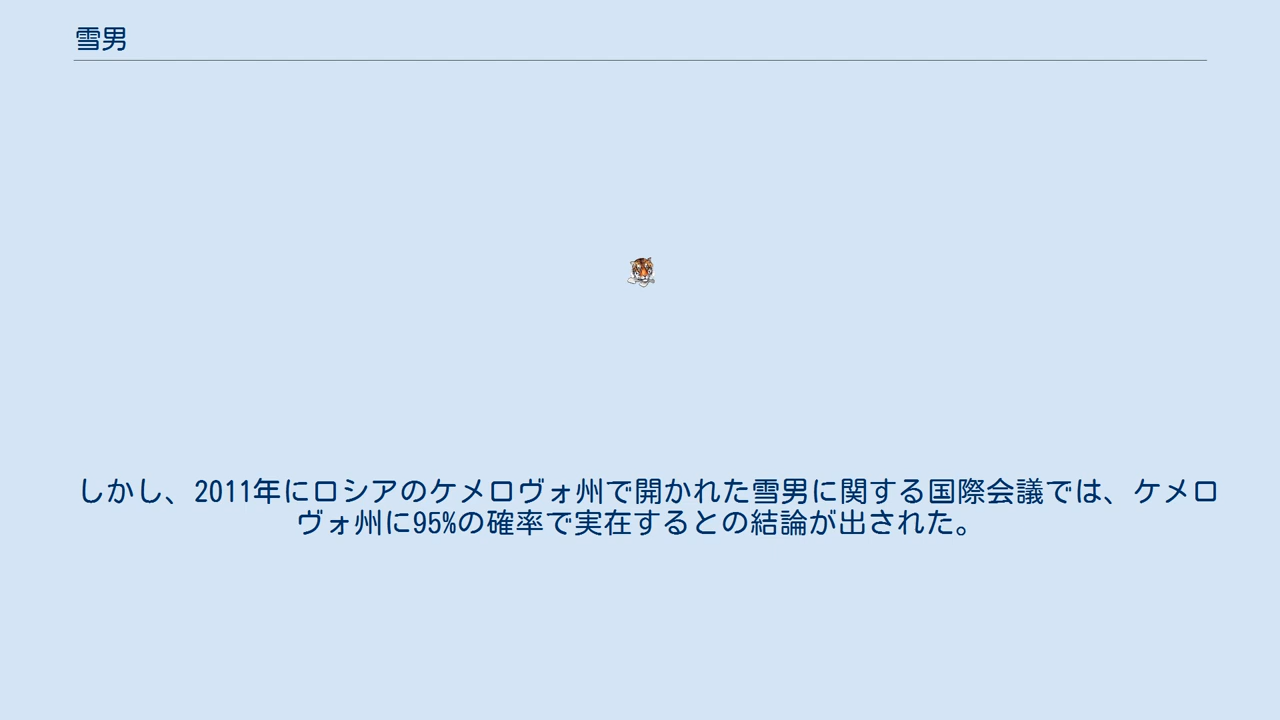 雪男
しかし、2011年にロシアのケメロヴォ州で開かれた雪男に関する国際会議では、ケメロ
ヴォ州に95%の確率で実在するとの結論が出された。